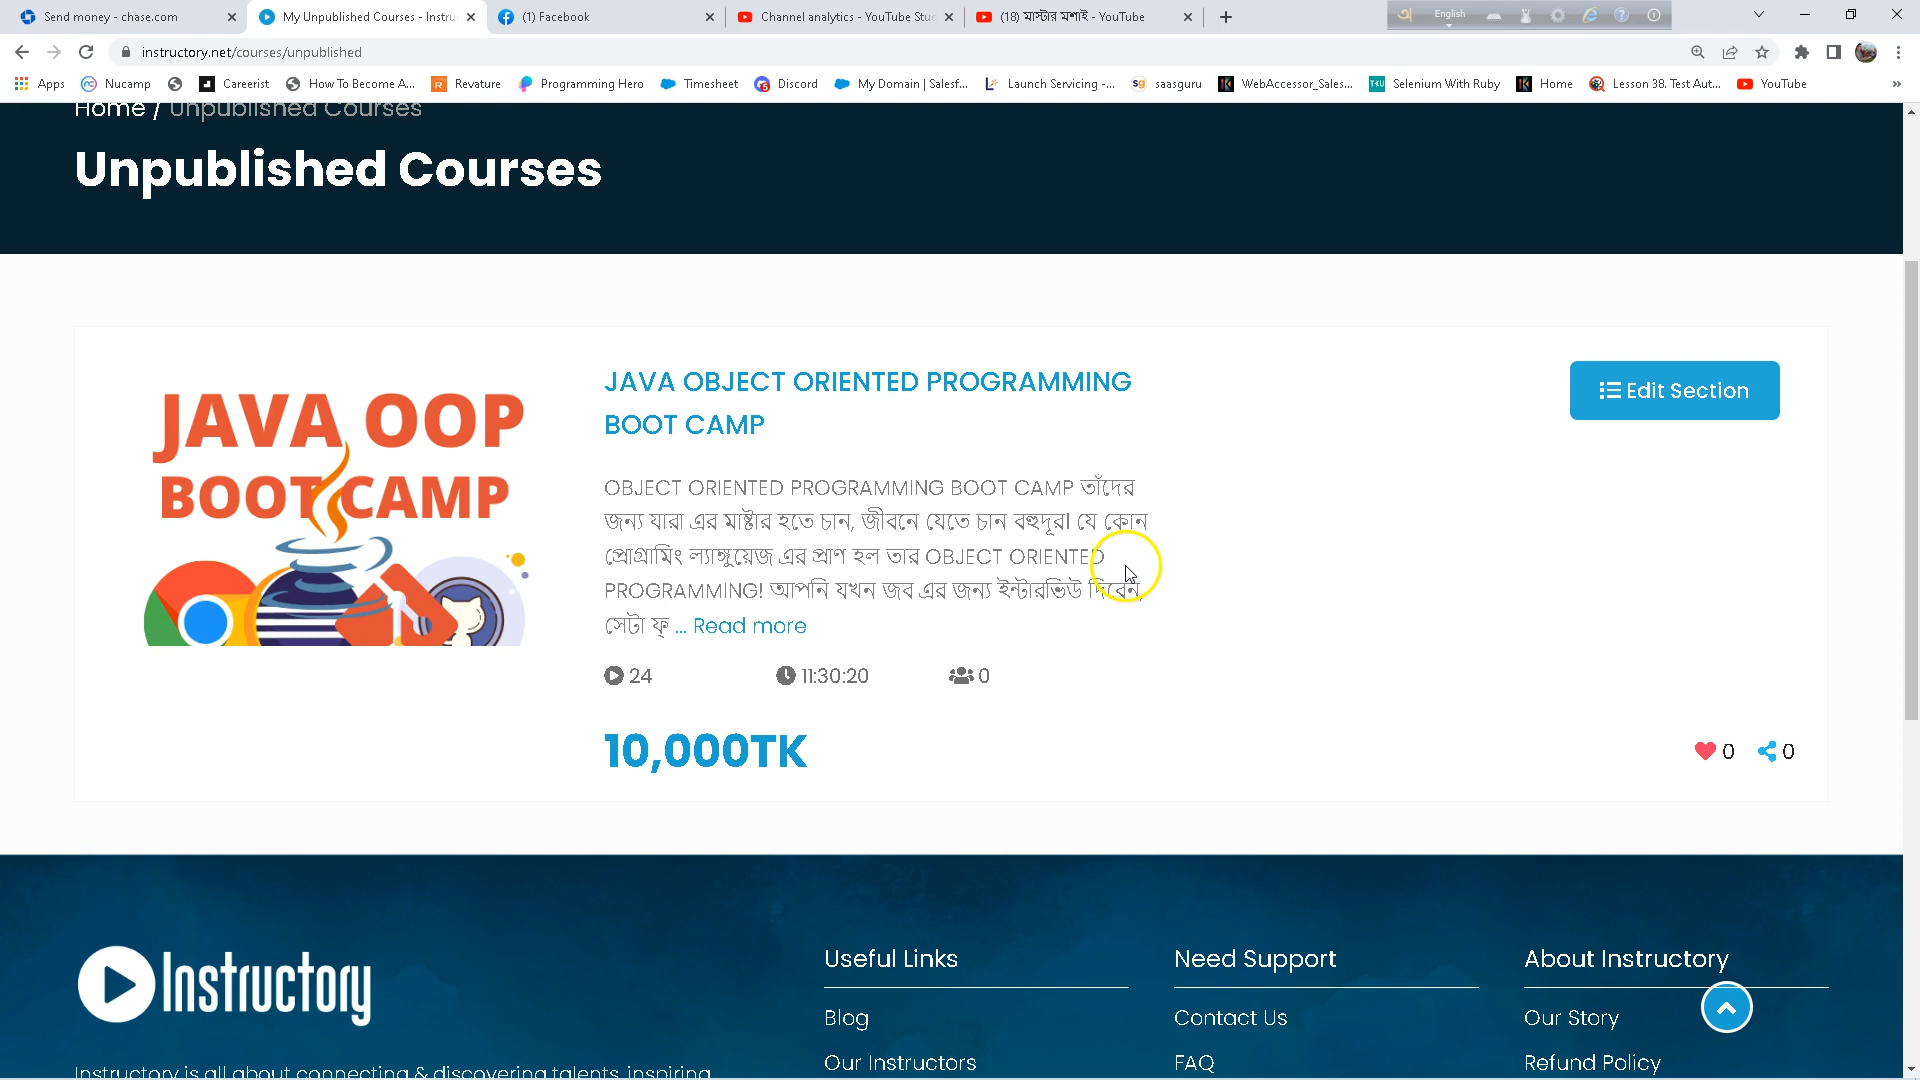 Send money - chase.com
My Unpublished Courses - Instru
(1) Facebook
Channel analytics - YouTube Stud
(18) মাস্টার মশাই - YouTube
English
instructory.net/courses/unpublished
Apps
Nucamp
Careerist
How To Become A...
Revature
Programming Hero
Timesheet
Discord
My Domain | Salesf...
Launch Servicing -...
saasguru
WebAccessor_Sales...
Selenium With Ruby
Home
Lesson 38. Test Aut...
YouTube
Home / Unpublished Courses
Unpublished Courses
JAVA OOP
BOOT CAMP
JAVA OBJECT ORIENTED PROGRAMMING
BOOT CAMP
Edit Section
OBJECT ORIENTED PROGRAMMING BOOT CAMP তাঁদের
জন্য যারা এর মাষ্টার হতে চান, জীবনে যেতে চান বহুদূর। যে কোন
প্রোগ্রামিং ল্যাঙ্গুয়েজ এর প্রাণ হল তার OBJECT ORIENTED
PROGRAMMING! আপনি যখন জব এর জন্য ইন্টারভিউ দিবেন,
সেটা ফ্ ... Read more
24
11:30:20
0
10,000TK
0
0
Instructory
Useful Links
Need Support
About Instructory
Blog
Contact Us
Our Story
Our Instructors
FAQ
Refund Policy
Instructory is all about connecting & discovering talents, inspiring